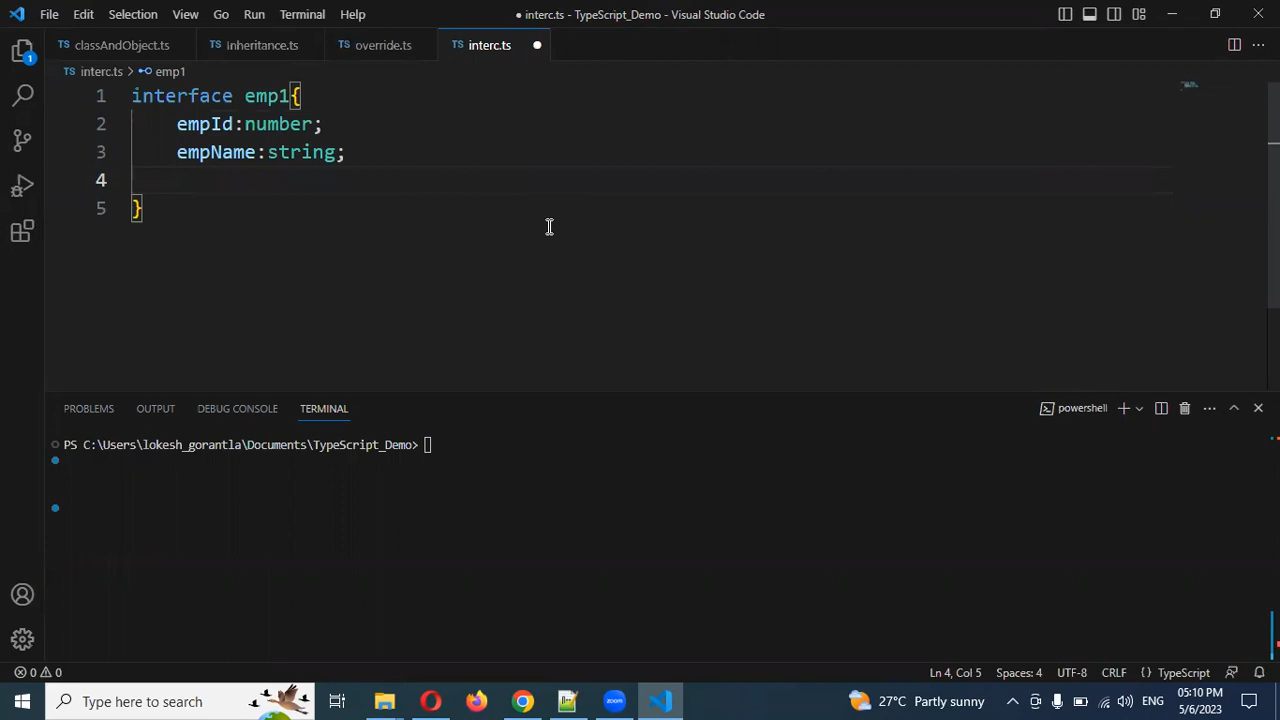 File Edit Selection View Go Run Terminal Help ● interc.ts - TypeScript_Demo - Visual Studio Code
TS classAndObject.ts TS inheritance.ts TS override.ts TS interc.ts ●
interc.ts > emp1
1 interface emp1{
2 empId:number;
3 empName:string;
4
5 }
PROBLEMS OUTPUT DEBUG CONSOLE TERMINAL powershell
PS C:\Users\lokesh_gorantla\Documents\TypeScript_Demo>
1
0 0 Ln 4, Col 5 Spaces: 4 UTF-8 CRLF { } TypeScript
Type here to search zoom 27°C Partly sunny ENG 05:10 PM
5/6/2023